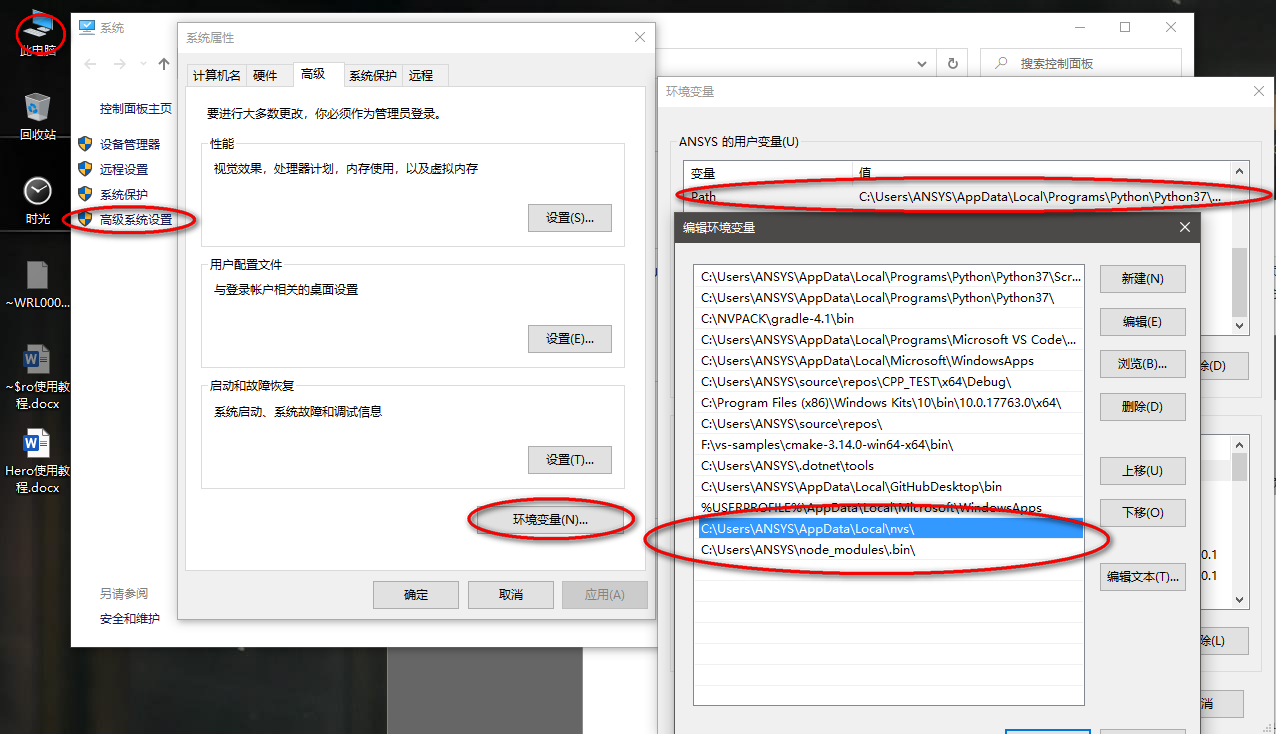 此电脑
回收站
时光
~WRL000...
~$ro使用教
程.docx
Hero使用教
程.docx
系统
控制面板主页
设备管理器
远程设置
系统保护
高级系统设置
另请参阅
安全和维护
搜索控制面板
系统属性
计算机名
硬件
高级
系统保护
远程
要进行大多数更改，你必须作为管理员登录。
性能
视觉效果，处理器计划，内存使用，以及虚拟内存
设置(S)...
用户配置文件
与登录帐户相关的桌面设置
设置(E)...
启动和故障恢复
系统启动、系统故障和调试信息
设置(T)...
环境变量(N)...
确定
取消
应用(A)
环境变量
ANSYS 的用户变量(U)
变量
值
Path
C:\Users\ANSYS\AppData\Local\Programs\Python\Python37\...
编辑环境变量
C:\Users\ANSYS\AppData\Local\Programs\Python\Python37\Scr...
C:\Users\ANSYS\AppData\Local\Programs\Python\Python37\
C:\NVPACK\gradle-4.1\bin
C:\Users\ANSYS\AppData\Local\Programs\Microsoft VS Code\...
C:\Users\ANSYS\AppData\Local\Microsoft\WindowsApps
C:\Users\ANSYS\source\repos\CPP_TEST\x64\Debug\
C:\Program Files (x86)\Windows Kits\10\bin\10.0.17763.0\x64\
C:\Users\ANSYS\source\repos\
F:\vs-samples\cmake-3.14.0-win64-x64\bin\
C:\Users\ANSYS\.dotnet\tools
C:\Users\ANSYS\AppData\Local\GitHubDesktop\bin
%USERPROFILE%\AppData\Local\Microsoft\WindowsApps
C:\Users\ANSYS\AppData\Local\nvs\
C:\Users\ANSYS\node_modules\.bin\
新建(N)
编辑(E)
浏览(B)...
删除(D)
上移(U)
下移(O)
编辑文本(T)...
除(D)
0.1
0.1
除(L)
消